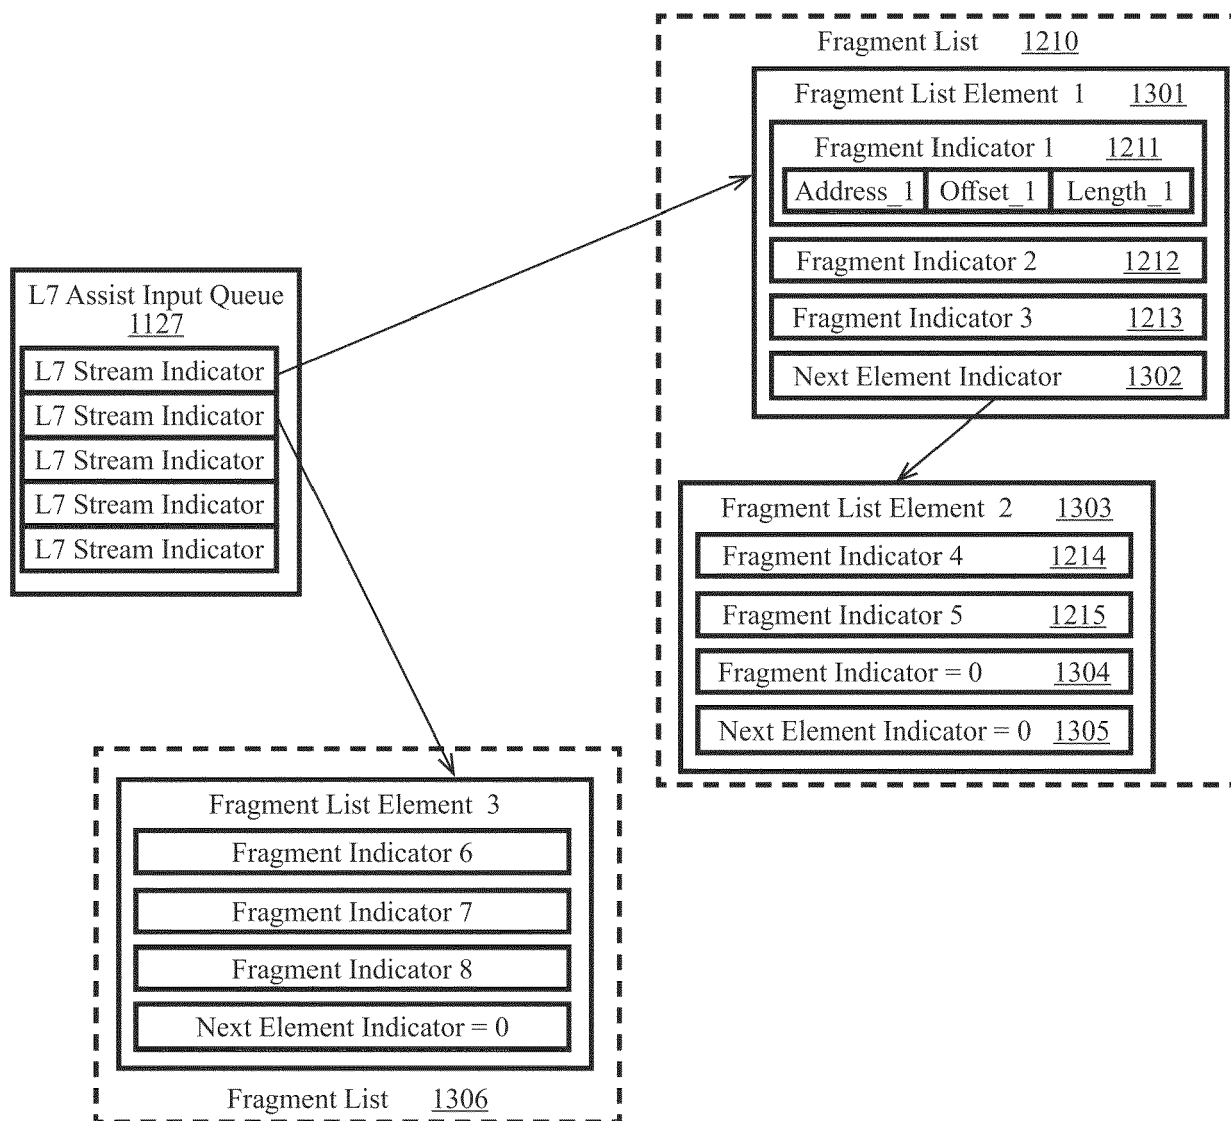 Fragment List 1210
Fragment List Element 1 1301
Fragment Indicator 1 1211
Address_1 Offset_1 Length_1
Fragment Indicator 2 1212
Fragment Indicator 3 1213
Next Element Indicator 1302
L7 Assist Input Queue
1127
L7 Stream Indicator
L7 Stream Indicator
L7 Stream Indicator
L7 Stream Indicator
L7 Stream Indicator
Fragment List Element 2 1303
Fragment Indicator 4 1214
Fragment Indicator 5 1215
Fragment Indicator = 0 1304
Next Element Indicator = 0 1305
Fragment List Element 3
Fragment Indicator 6
Fragment Indicator 7
Fragment Indicator 8
Next Element Indicator = 0
Fragment List 1306